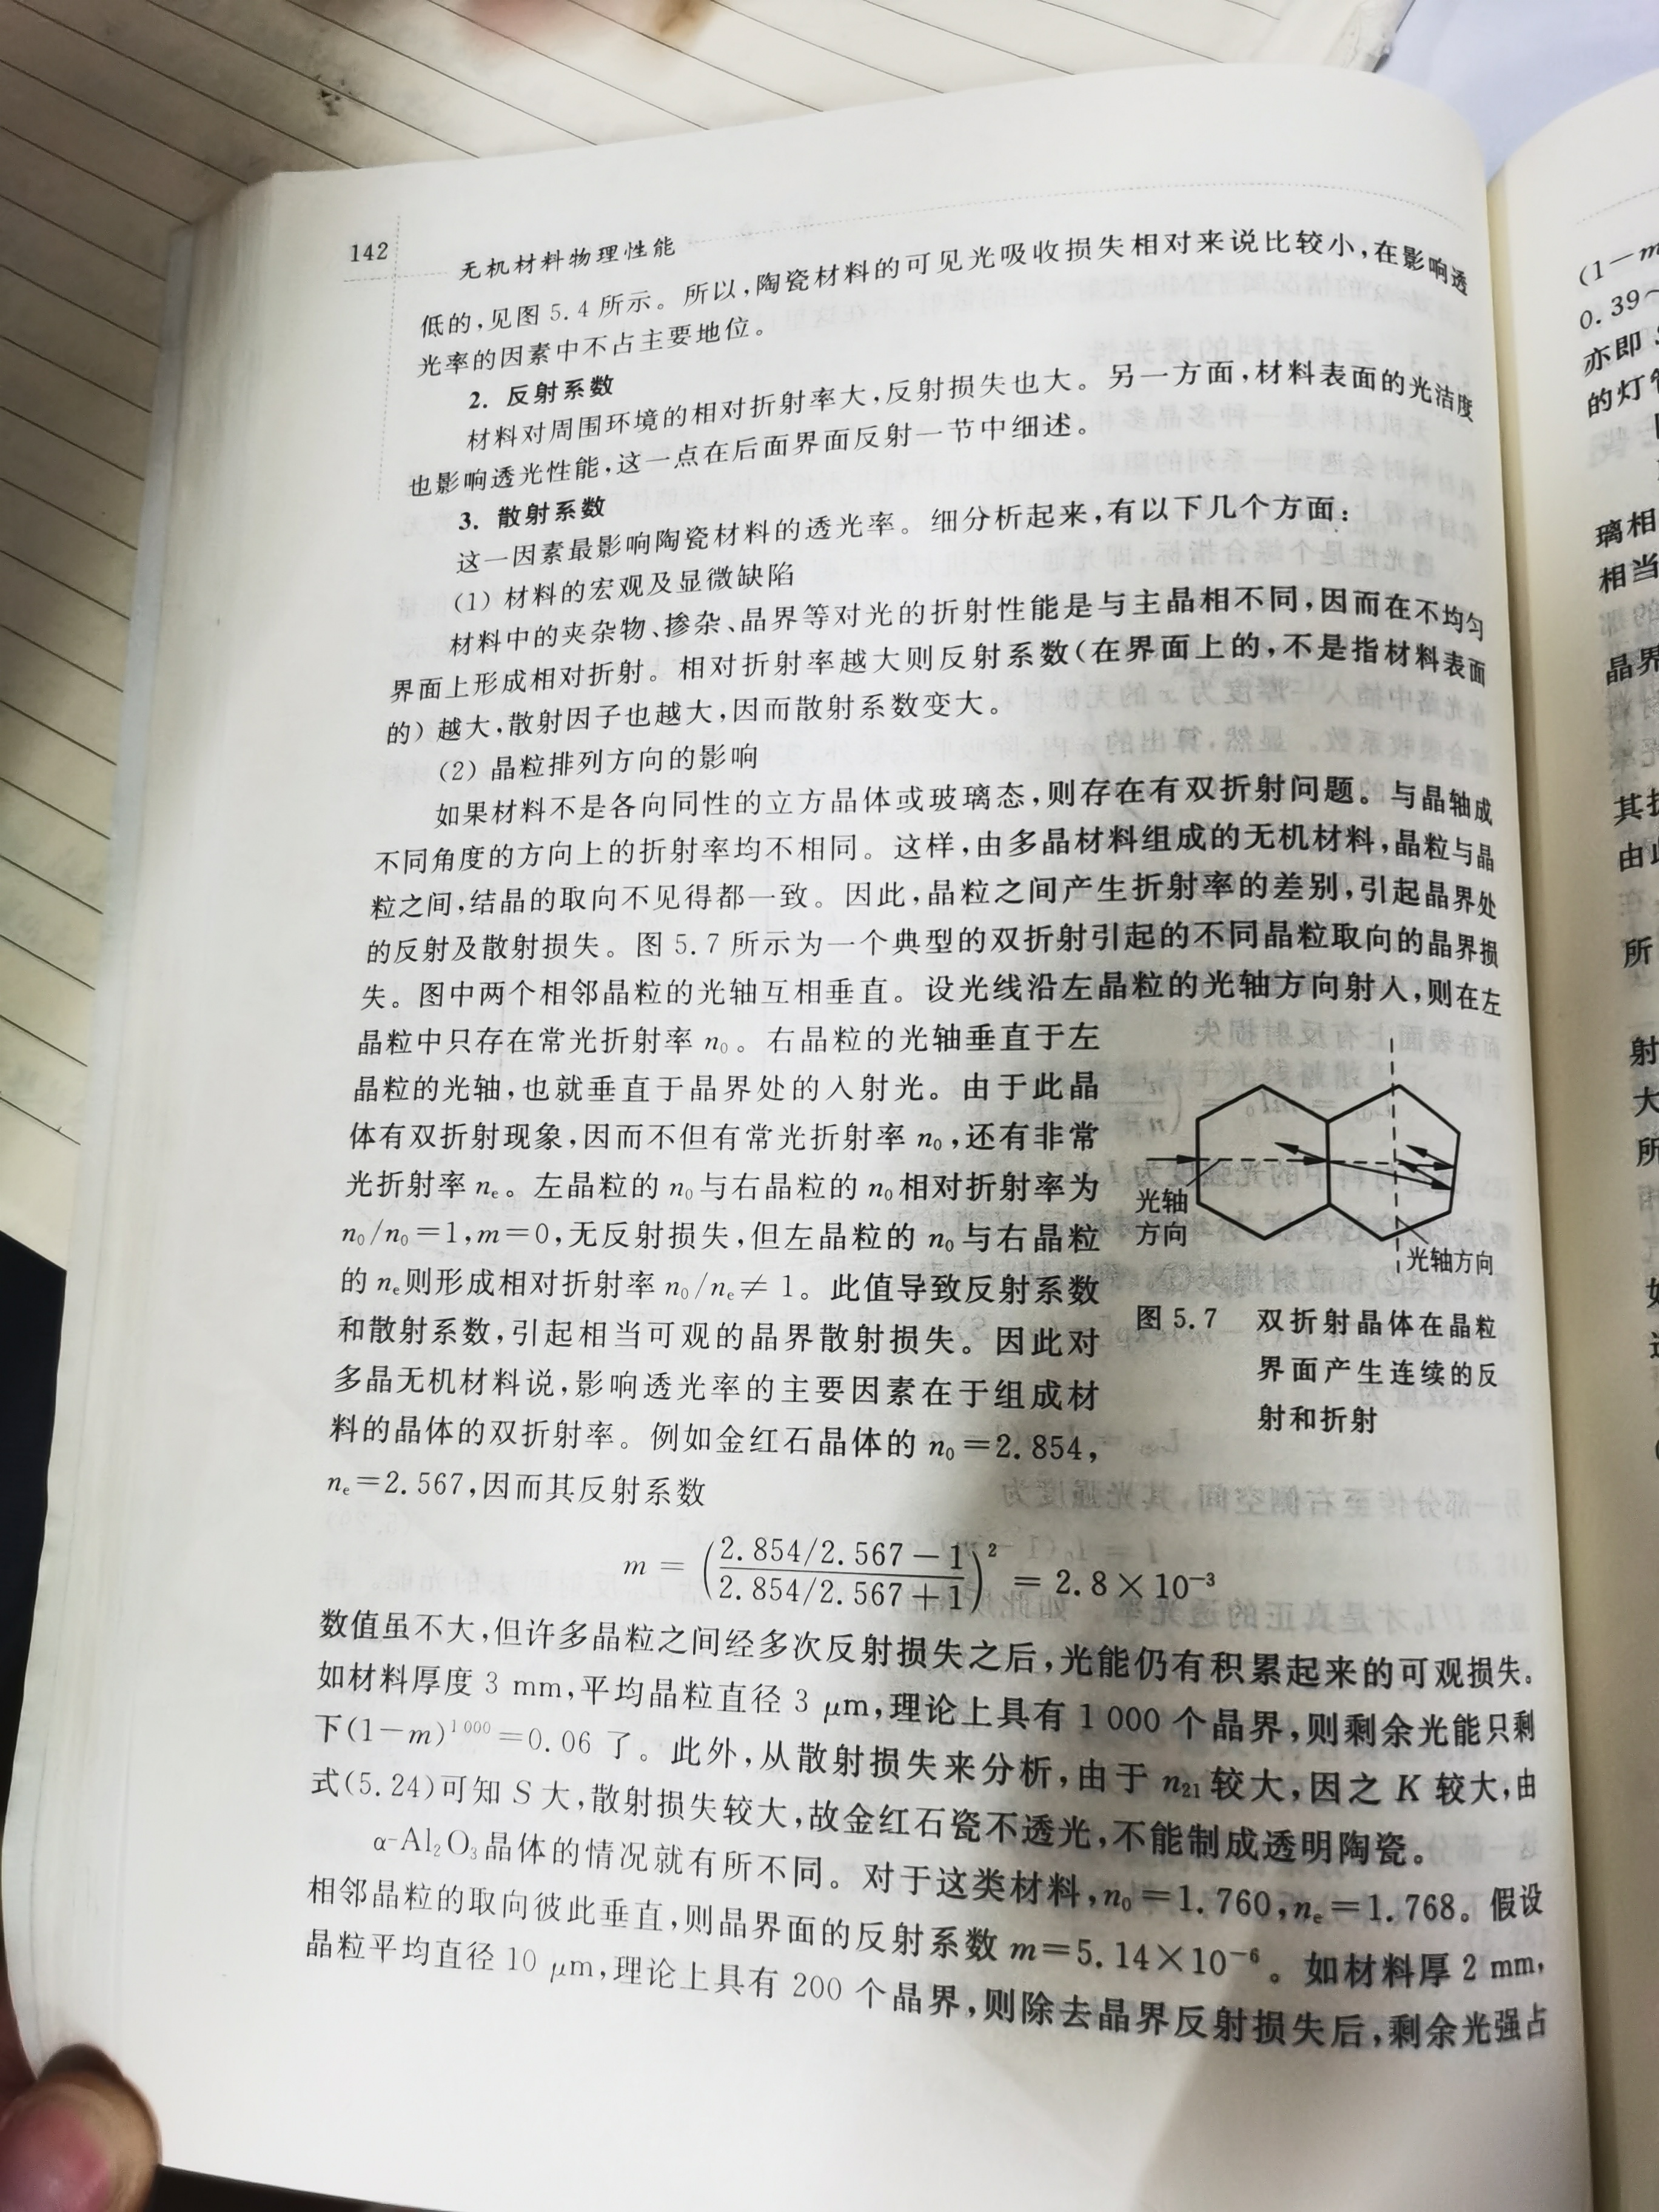 142
无机材料物理性能
低的,见图 5.4 所示。所以,陶瓷材料的可见光吸收损失相对来说比较小,在影响透
光率的因素中不占主要地位。
2. 反射系数
材料对周围环境的相对折射率大,反射损失也大。另一方面,材料表面的光洁度
也影响透光性能,这一点在后面界面反射一节中细述。
3. 散射系数
这一因素最影响陶瓷材料的透光率。细分析起来,有以下几个方面:
(1) 材料的宏观及显微缺陷
材料中的夹杂物、掺杂、晶界等对光的折射性能是与主晶相不同,因而在不均匀
界面上形成相对折射。相对折射率越大则反射系数(在界面上的,不是指材料表面
的)越大,散射因子也越大,因而散射系数变大。
(2) 晶粒排列方向的影响
如果材料不是各向同性的立方晶体或玻璃态,则存在有双折射问题。与晶轴成
不同角度的方向上的折射率均不相同。这样,由多晶材料组成的无机材料,晶粒与晶
粒之间,结晶的取向不见得都一致。因此,晶粒之间产生折射率的差别,引起晶界处
的反射及散射损失。图 5.7 所示为一个典型的双折射引起的不同晶粒取向的晶界损
失。图中两个相邻晶粒的光轴互相垂直。设光线沿左晶粒的光轴方向射入,则在左
晶粒中只存在常光折射率 n₀。右晶粒的光轴垂直于左
晶粒的光轴,也就垂直于晶界处的入射光。由于此晶
体有双折射现象,因而不但有常光折射率 n₀,还有非常
光折射率 nₑ。左晶粒的 n₀ 与右晶粒的 n₀ 相对折射率为
n₀/n₀=1,m=0,无反射损失,但左晶粒的 n₀ 与右晶粒
的 nₑ 则形成相对折射率 n₀/nₑ≠1。此值导致反射系数
和散射系数,引起相当可观的晶界散射损失。因此对
多晶无机材料说,影响透光率的主要因素在于组成材
料的晶体的双折射率。例如金红石晶体的 n₀=2.854,
nₑ=2.567,因而其反射系数
光轴
方向
光轴方向
图 5.7 双折射晶体在晶粒
界面产生连续的反
射和折射
m = ((2.854/2.567−1)/(2.854/2.567+1))² = 2.8×10⁻³
数值虽不大,但许多晶粒之间经多次反射损失之后,光能仍有积累起来的可观损失。
如材料厚度 3 mm,平均晶粒直径 3 μm,理论上具有 1 000 个晶界,则剩余光能只剩
下(1−m)¹ ⁰⁰⁰=0.06 了。此外,从散射损失来分析,由于 n₂₁ 较大,因之 K 较大,由
式(5.24)可知 S 大,散射损失较大,故金红石瓷不透光,不能制成透明陶瓷。
α-Al₂O₃ 晶体的情况就有所不同。对于这类材料,n₀=1.760,nₑ=1.768。假设
相邻晶粒的取向彼此垂直,则晶界面的反射系数 m=5.14×10⁻⁶。如材料厚 2 mm,
晶粒平均直径 10 μm,理论上具有 200 个晶界,则除去晶界反射损失后,剩余光强占
(1−m
0.39~
亦即
的灯
璃相
相当
晶界
由此
所
射
大
所